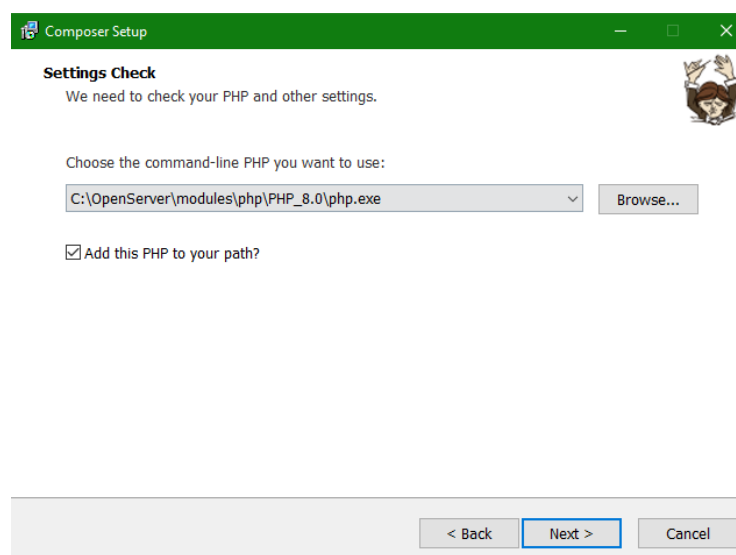 Composer Setup
Settings Check
We need to check your PHP and other settings.
Choose the command-line PHP you want to use:
C:\OpenServer\modules\php\PHP_8.0\php.exe
Browse...
Add this PHP to your path?
< Back
Next >
Cancel